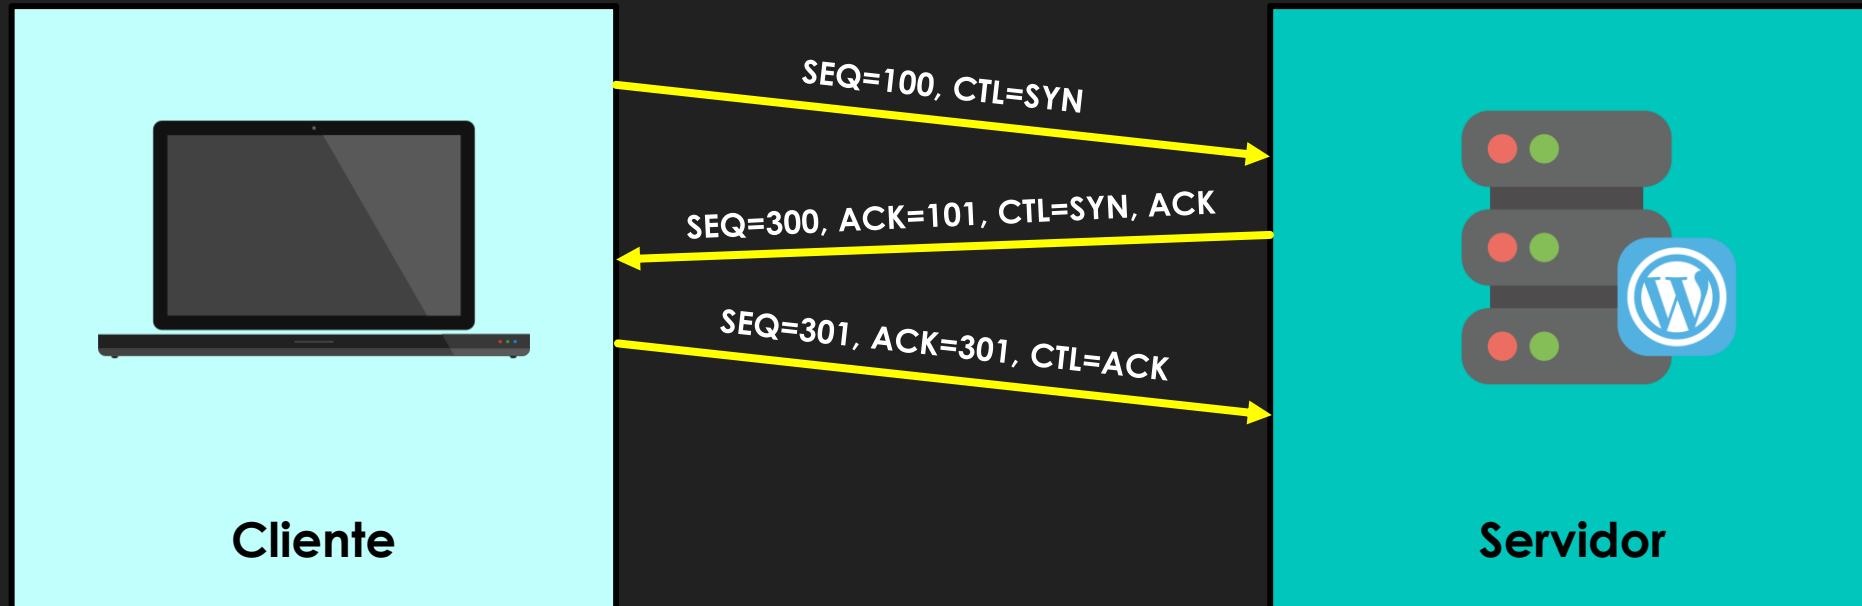 SEQ=100, CTL=SYN
SEQ=300, ACK=101, CTL=SYN, ACK
SEQ=301, ACK=301, CTL=ACK
Cliente
Servidor